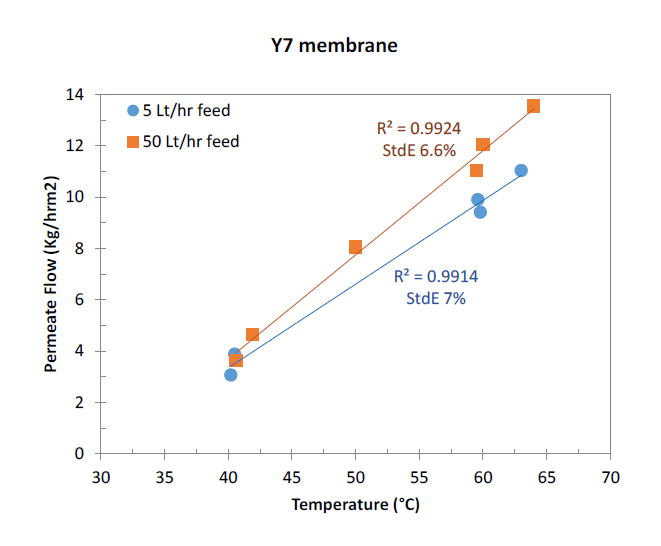 Y7 membrane
14
12
10
8
6
4
2
0
5 Lt/hr feed
50 Lt/hr feed
R² = 0.9924
StdE 6.6%
R² = 0.9914
StdE 7%
Permeate Flow (Kg/hrm2)
30 35 40 45 50 55 60 65 70
Temperature (°C)